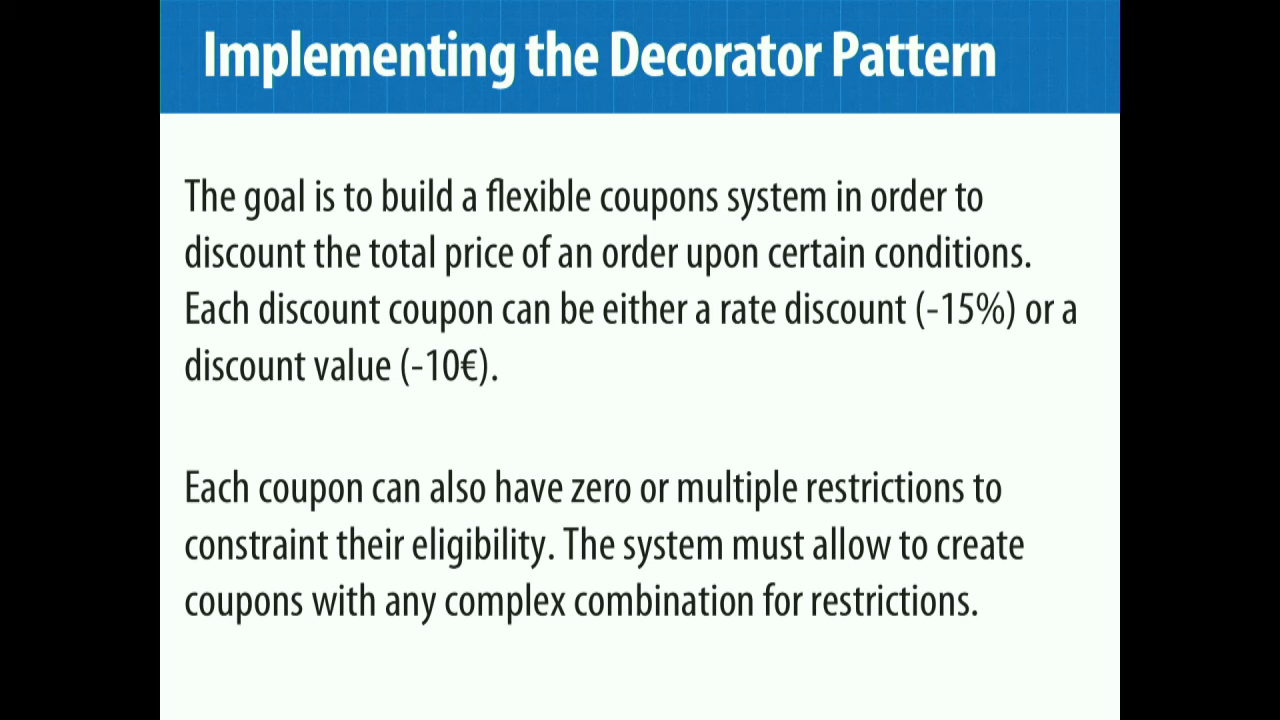 Implementing the Decorator Pattern
The goal is to build a flexible coupons system in order to
discount the total price of an order upon certain conditions.
Each discount coupon can be either a rate discount (-15%) or a
discount value (-10€).
Each coupon can also have zero or multiple restrictions to
constraint their eligibility. The system must allow to create
coupons with any complex combination for restrictions.